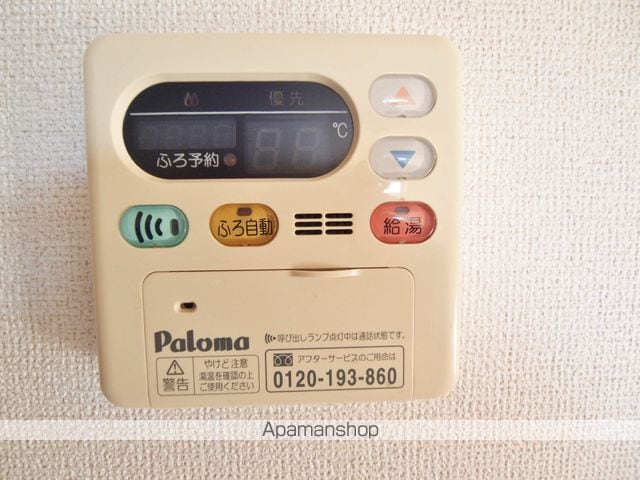 優先
℃
ふろ予約
ふろ自動
給湯
Paloma
呼び出しランプ点灯中は通話状態です。
警告
やけど注意
湯温を確認の上
ご使用ください
アフターサービスのご用命は
0120-193-860
Apamanshop